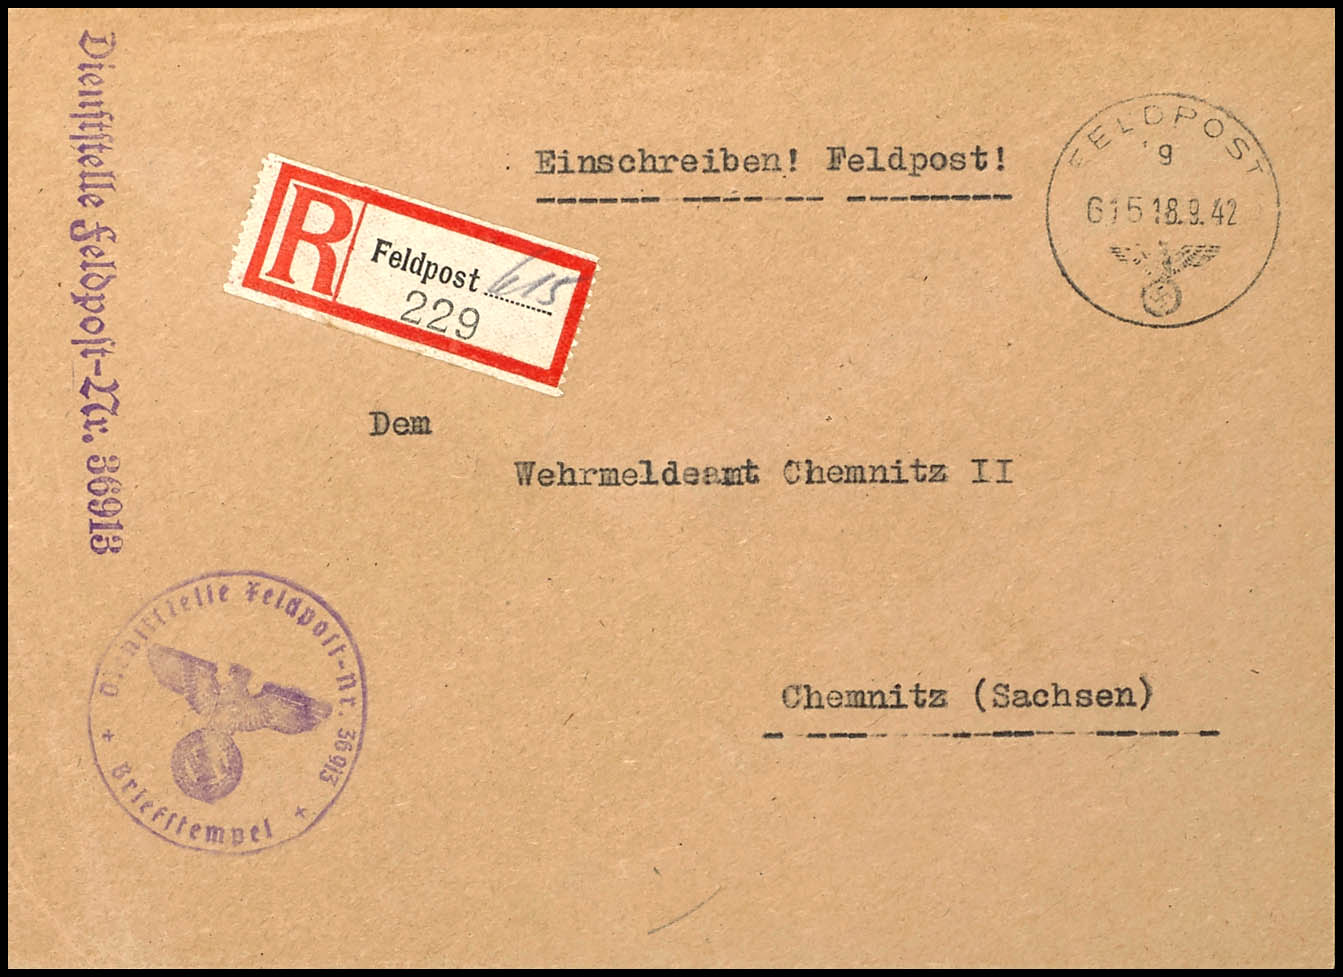 Dienststelle Feldpost-Nr. 36913
Einschreiben! Feldpost!
FELDPOST
g
615 18.9.42
R
Feldpost 615
229
Dem
Wehrmeldeamt Chemnitz II
Chemnitz (Sachsen)
Dienststelle Feldpost-Nr. 36913
+ Briefstempel +